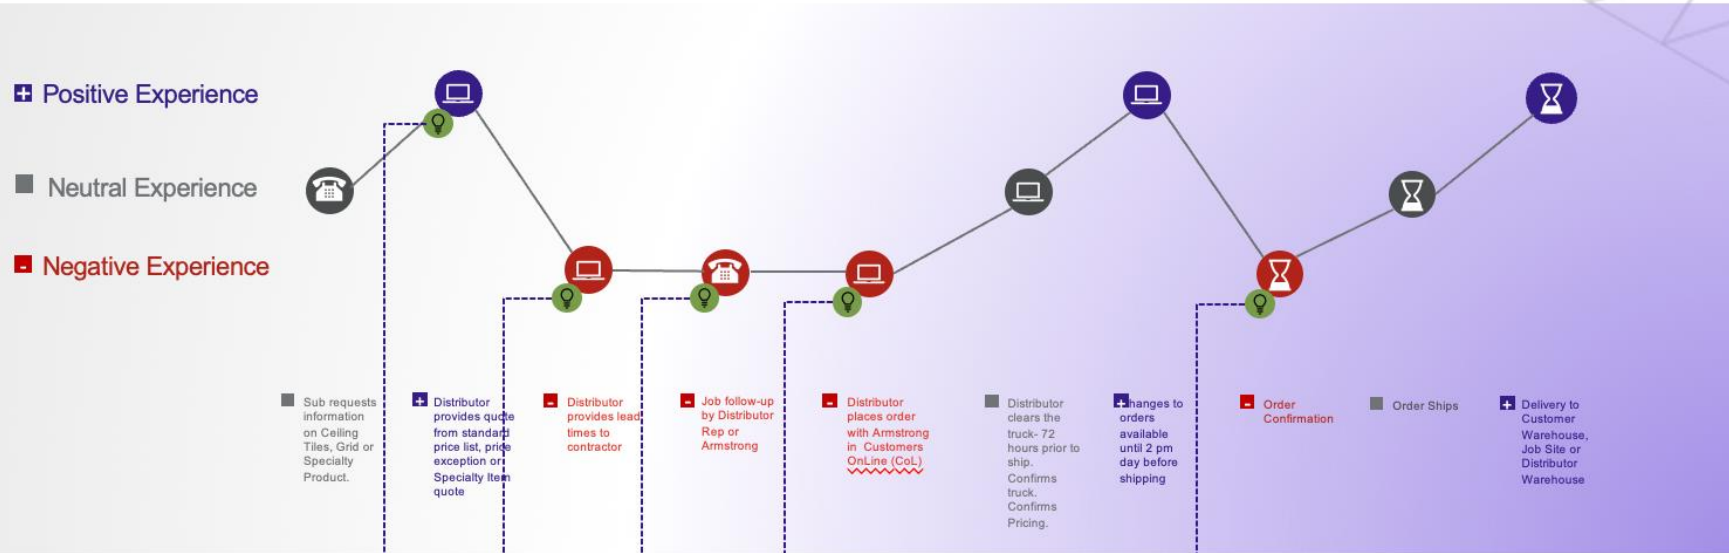 + Positive Experience
Neutral Experience
- Negative Experience
Sub requests
information
on Ceiling
Tiles, Grid or
Specialty
Product.
+ Distributor
provides quote
from standard
price list, price
exception or
Specialty Item
quote
- Distributor
provides lead
times to
contractor
- Job follow-up
by Distributor
Rep or
Armstrong
- Distributor
places order
with Armstrong
in Customers
OnLine (CoL)
Distributor
clears the
truck- 72
hours prior to
ship.
Confirms
truck.
Confirms
Pricing.
+ hanges to
orders
available
until 2 pm
day before
shipping
- Order
Confirmation
Order Ships
+ Delivery to
Customer
Warehouse,
Job Site or
Distributor
Warehouse